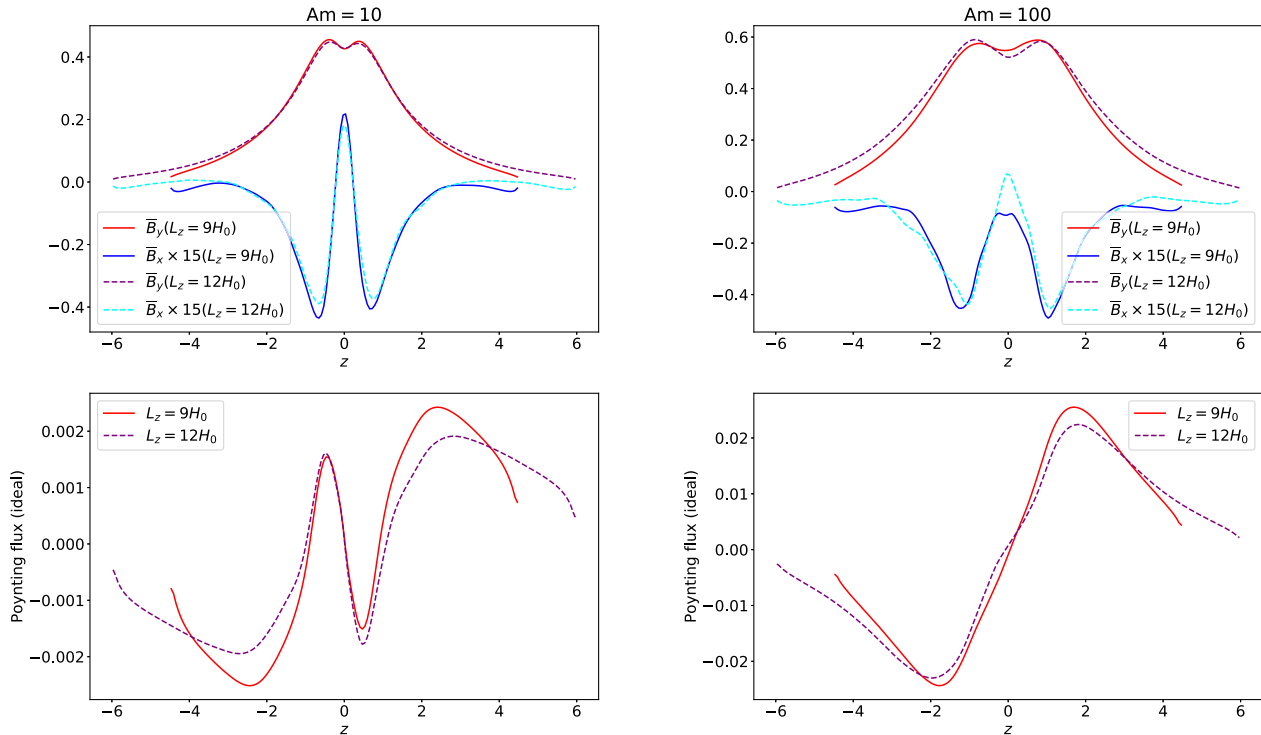 Am = 10
0.4
0.2
0.0
−0.2
−0.4
B̅y(Lz = 9H0)
B̅x × 15(Lz = 9H0)
B̅y(Lz = 12H0)
B̅x × 15(Lz = 12H0)
−6 −4 −2 0 2 4 6
z
Am = 100
0.6
0.4
0.2
0.0
−0.2
−0.4
B̅y(Lz = 9H0)
B̅x × 15(Lz = 9H0)
B̅y(Lz = 12H0)
B̅x × 15(Lz = 12H0)
−6 −4 −2 0 2 4 6
z
Poynting flux (ideal)
0.002
0.001
0.000
−0.001
−0.002
Lz = 9H0
Lz = 12H0
−6 −4 −2 0 2 4 6
z
Poynting flux (ideal)
0.02
0.01
0.00
−0.01
−0.02
Lz = 9H0
Lz = 12H0
−6 −4 −2 0 2 4 6
z